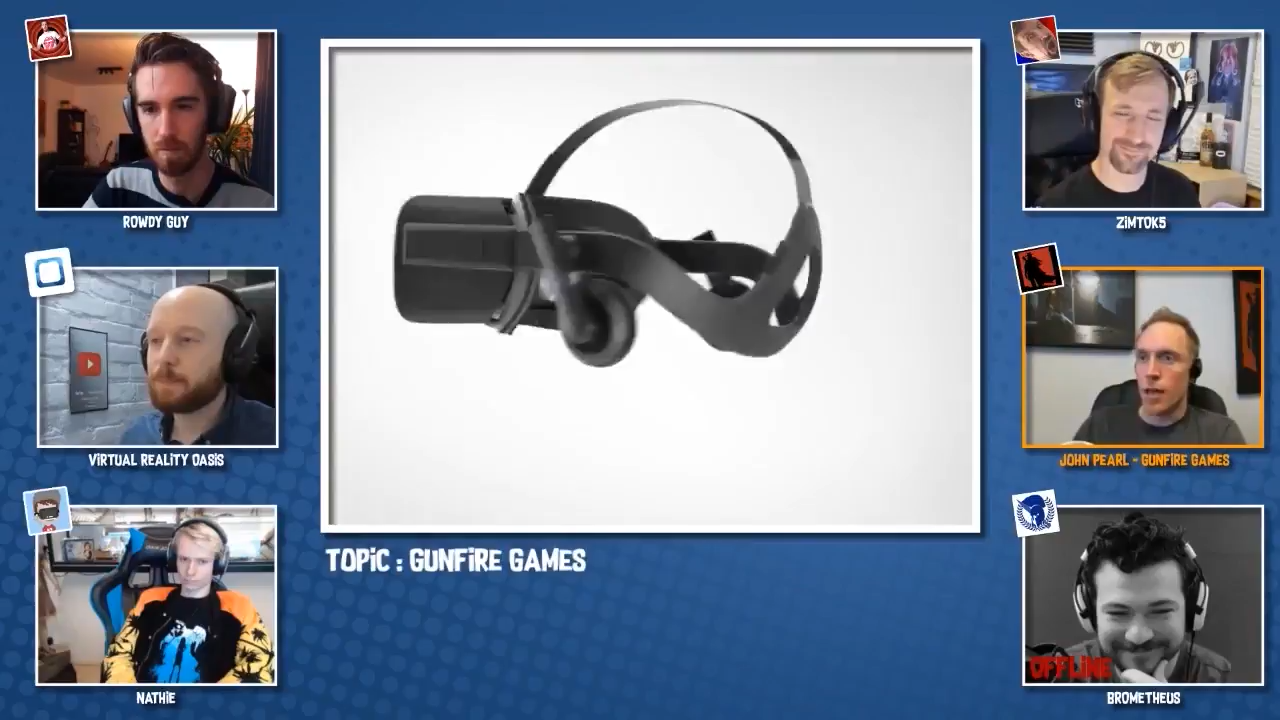 ROWDY GUY
VIRTUAL REALITY OASIS
NATHIE
TOPIC : GUNFIRE GAMES
ZIMTOK5
JOHN PEARL - GUNFIRE GAMES
OFFLINE
BROMETHEUS